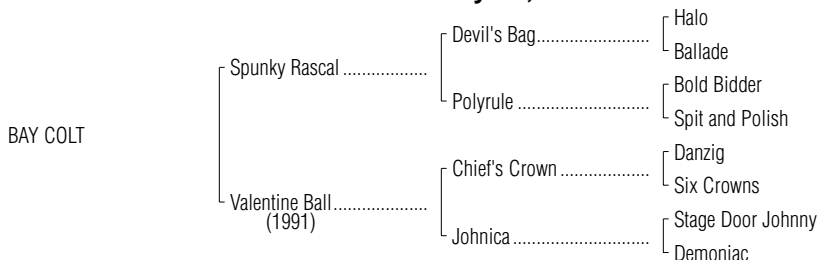 Halo
Devil's Bag
Ballade
Spunky Rascal
Bold Bidder
Polyrule
Spit and Polish
BAY COLT
Danzig
Chief's Crown
Six Crowns
Valentine Ball
(1991)
Stage Door Johnny
Johnica
Demoniac